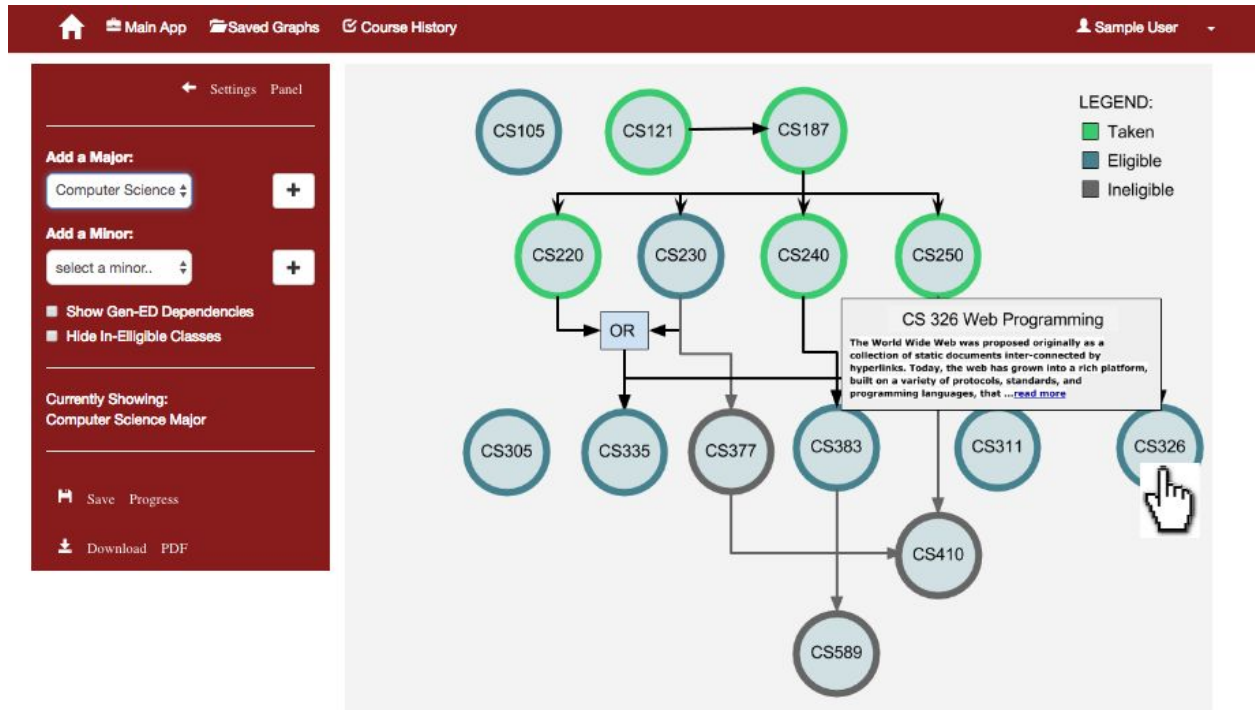 Main App Saved Graphs Course History Sample User
Settings Panel
Add a Major:
Computer Science
+
Add a Minor:
select a minor..
+
Show Gen-ED Dependencies
Hide In-Elligible Classes
Currently Showing:
Computer Science Major
Save Progress
Download PDF
LEGEND:
Taken
Eligible
Ineligible
CS105 CS121 CS187
CS220 CS230 CS240 CS250
OR
CS 326 Web Programming
The World Wide Web was proposed originally as a
collection of static documents inter-connected by
hyperlinks. Today, the web has grown into a rich platform,
built on a variety of protocols, standards, and
programming languages, that ...read more
CS305 CS335 CS377 CS383 CS311 CS326
CS410
CS589